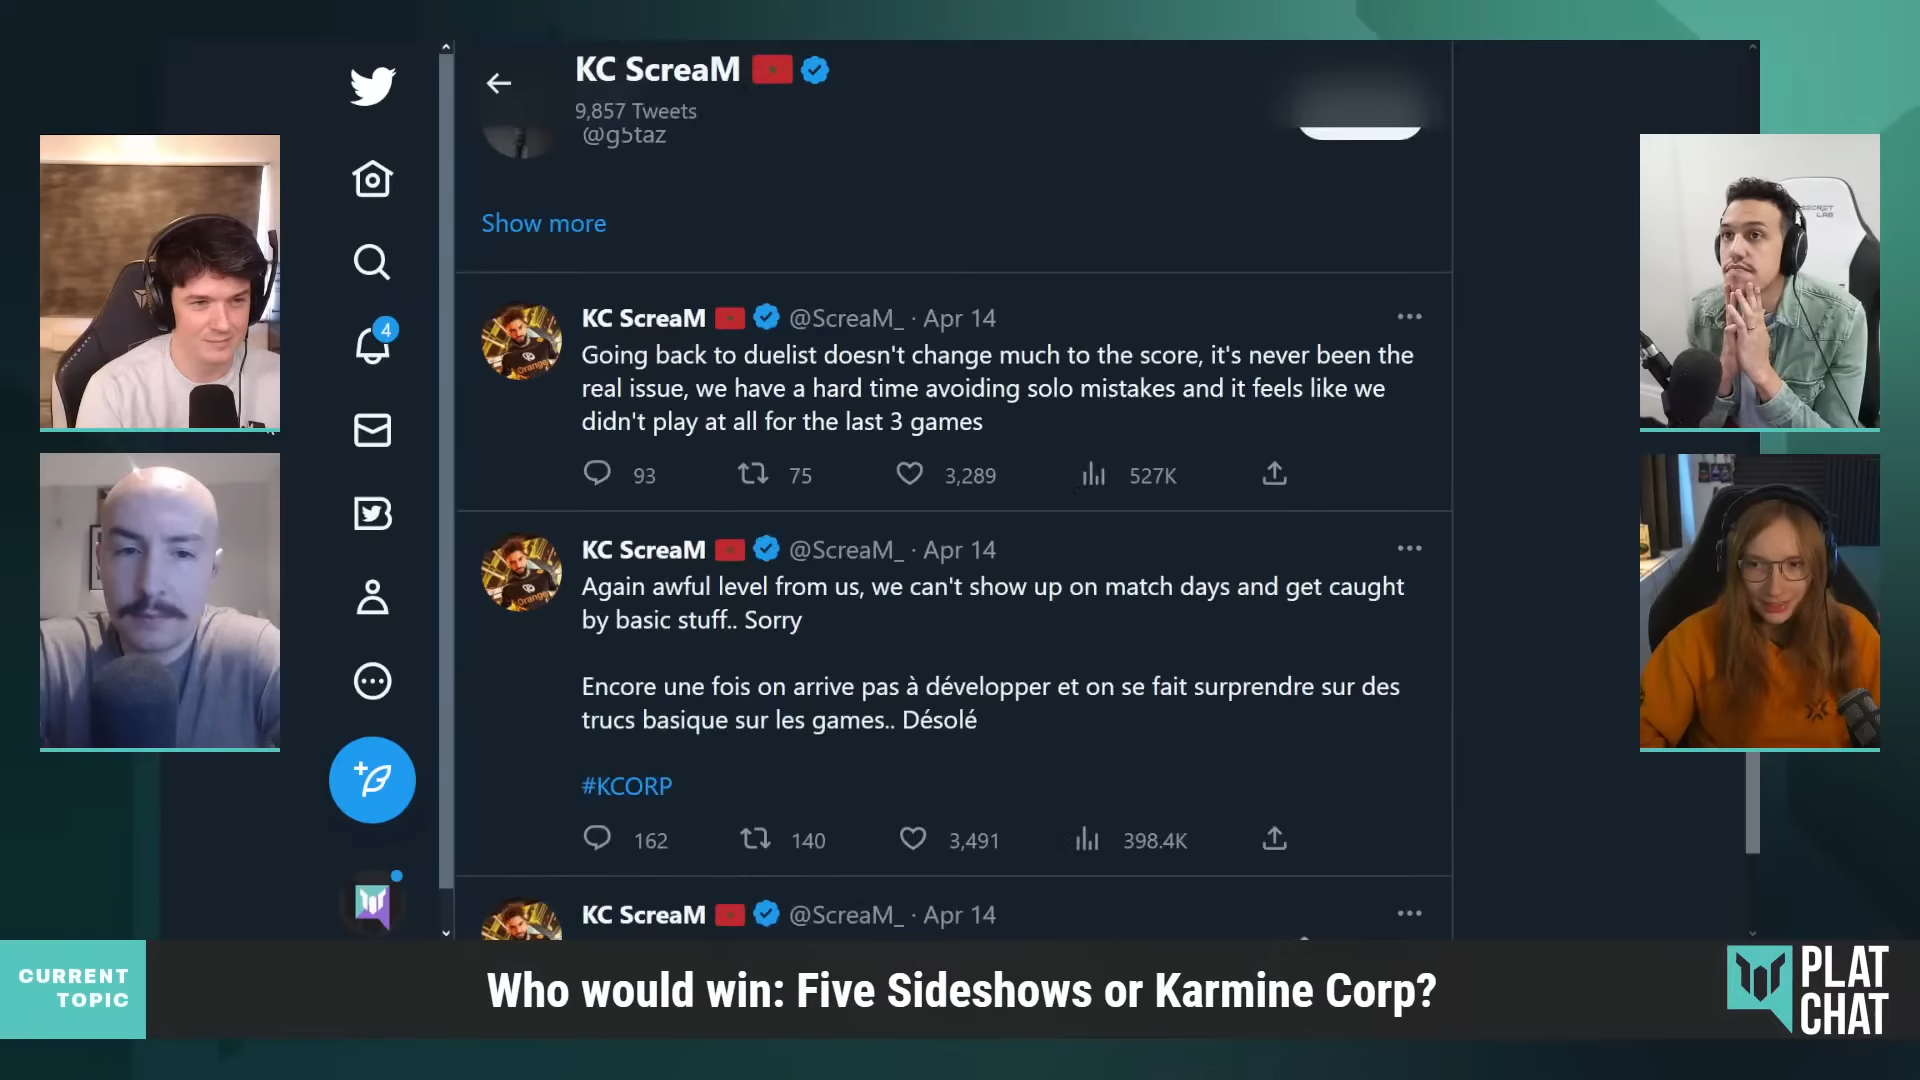 KC ScreaM
9,857 Tweets
@g5taz
Show more
KC ScreaM @ScreaM_ · Apr 14
Going back to duelist doesn't change much to the score, it's never been the
real issue, we have a hard time avoiding solo mistakes and it feels like we
didn't play at all for the last 3 games
93 75 3,289 527K
KC ScreaM @ScreaM_ · Apr 14
Again awful level from us, we can't show up on match days and get caught
by basic stuff.. Sorry
Encore une fois on arrive pas à développer et on se fait surprendre sur des
trucs basique sur les games.. Désolé
#KCORP
162 140 3,491 398.4K
KC ScreaM @ScreaM_ · Apr 14
4
SECRET
LAB
Orange
Orange
CURRENT
TOPIC
Who would win: Five Sideshows or Karmine Corp?
PLAT
CHAT